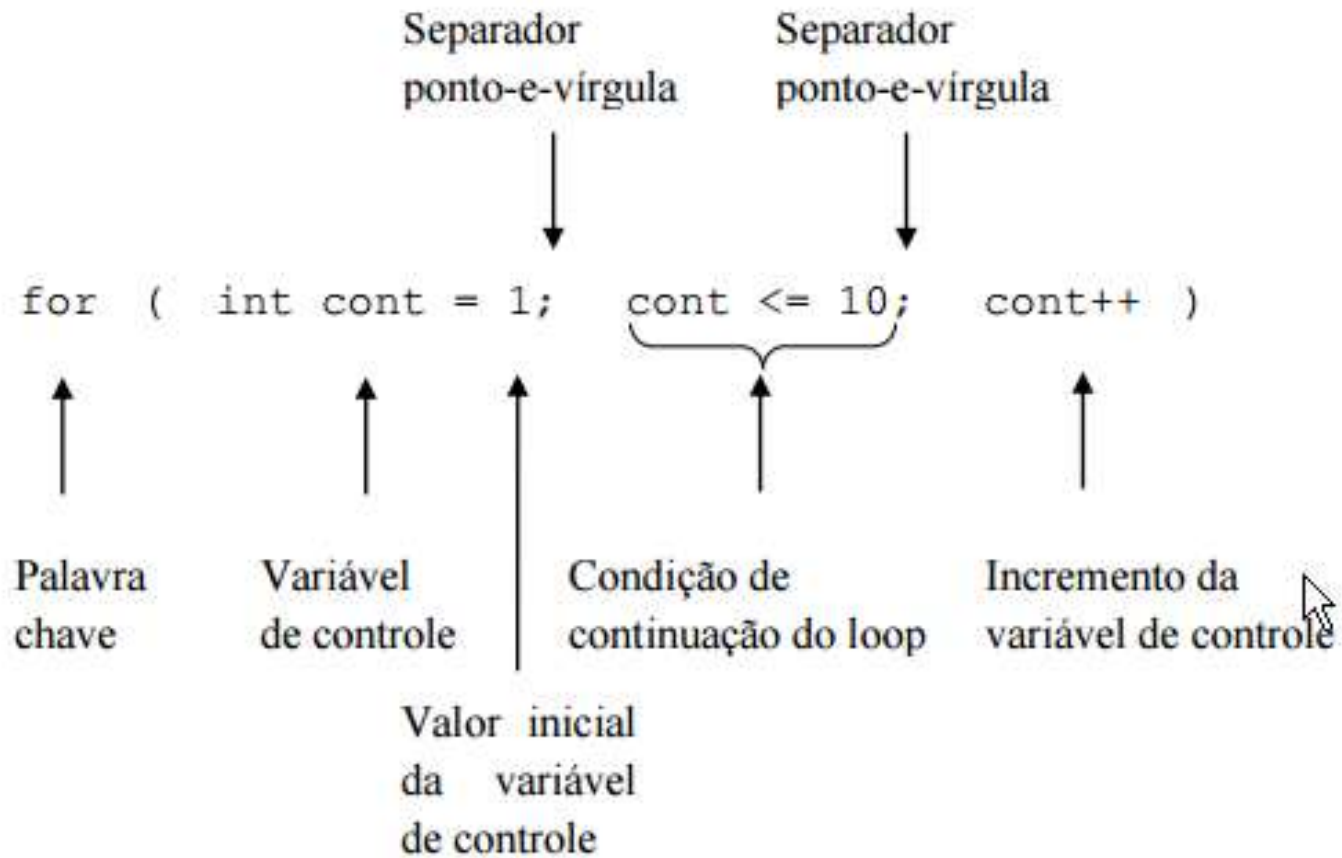 Separador
ponto-e-vírgula
Separador
ponto-e-vírgula
for ( int cont = 1; cont <= 10; cont++ )
Palavra
chave
Variável
de controle
Valor inicial
da variável
de controle
Condição de
continuação do loop
Incremento da
variável de controle